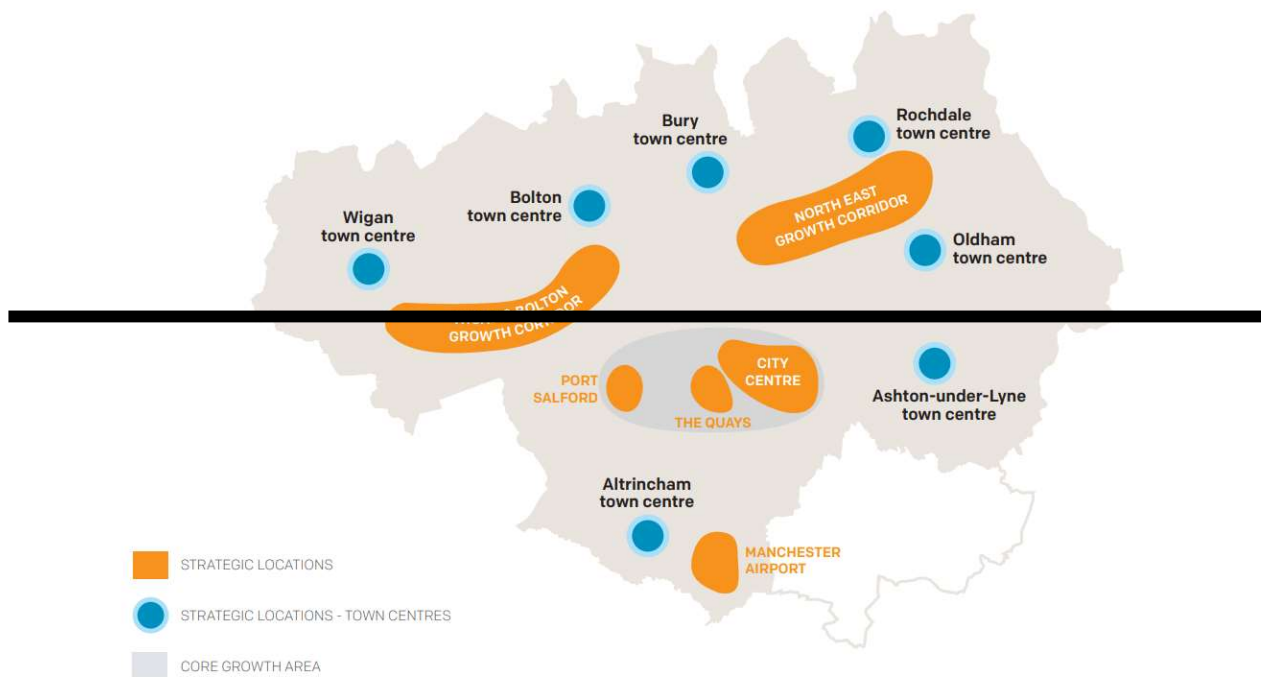 Bury
town centre
Rochdale
town centre
Bolton
town centre
Wigan
town centre
NORTH EAST
GROWTH CORRIDOR
Oldham
town centre
BOLTON
GROWTH CORRIDOR
CITY
CENTRE
PORT
SALFORD
THE QUAYS
Ashton-under-Lyne
town centre
Altrincham
town centre
MANCHESTER
AIRPORT
STRATEGIC LOCATIONS
STRATEGIC LOCATIONS - TOWN CENTRES
CORE GROWTH AREA